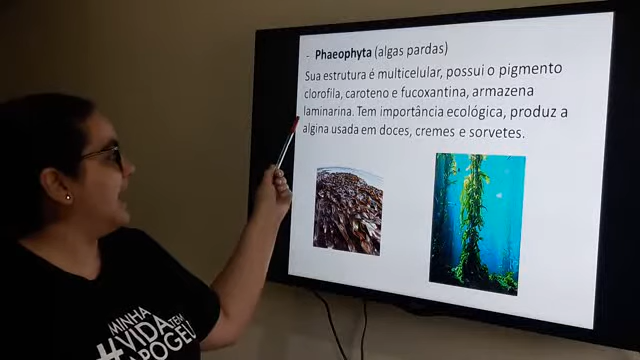 - Phaeophyta (algas pardas)
Sua estrutura é multicelular, possui o pigmento
clorofila, caroteno e fucoxantina, armazena
laminarina. Tem importância ecológica, produz a
algina usada em doces, cremes e sorvetes.
MINHA
#VIDA TEM
APOGEU